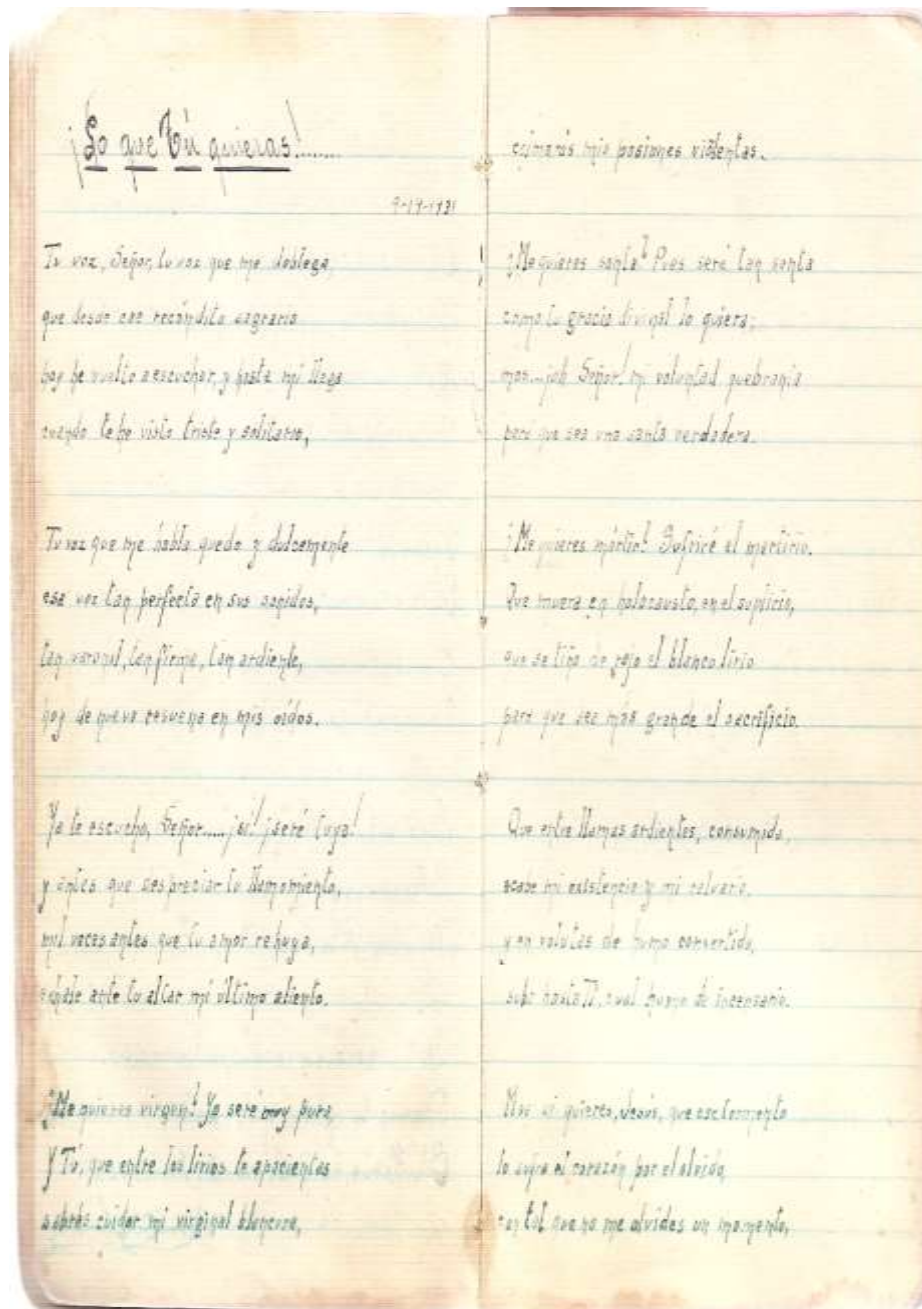 ¡Lo que Tú quieras!........
Tu voz, Señor, tu voz que me doblega
que desde ese recóndito sagrario
hoy he vuelto a escuchar, y hasta mi llega
cuando te he visto triste y solitario,
Tu voz que me habla quedo y dulcemente
esa voz tan perfecta en sus sonidos,
tan varonil, tan firme, tan ardiente,
hoy de nuevo resuena en mis oídos.
Ya te escucho, Señor.... ¡sí! ¡seré tuya!
y antes que despreciar tu llamamiento,
mil veces antes que tu amor rehuya,
exhale ante tu altar mi último aliento.
¿Me quieres virgen? Yo seré muy pura,
Y Tú, que entre los lirios te apacientas
sabrás cuidar mi virginal blancura,
mis pasiones violentas.
¿Me quieres santa? Pues seré tan santa
como tu gracia divinal lo quiera;
mas... ¡oh Señor! mi voluntad quebranta
para que sea una santa verdadera.
¿Me quieres mártir? Sufriré el martirio.
Que muera en holocausto, en el suplicio,
que se tiña de rojo el blanco lirio
para que sea más grande el sacrificio.
Que entre llamas ardientes, consumida,
acabe mi existencia y mi calvario,
y en volutas de humo convertida,
suba hasta Ti, cual humo de incensario.
Mas si quieres, Jesús, que ese tormento
lo sufra el corazón por el olvido,
con tal que no me olvides un momento,